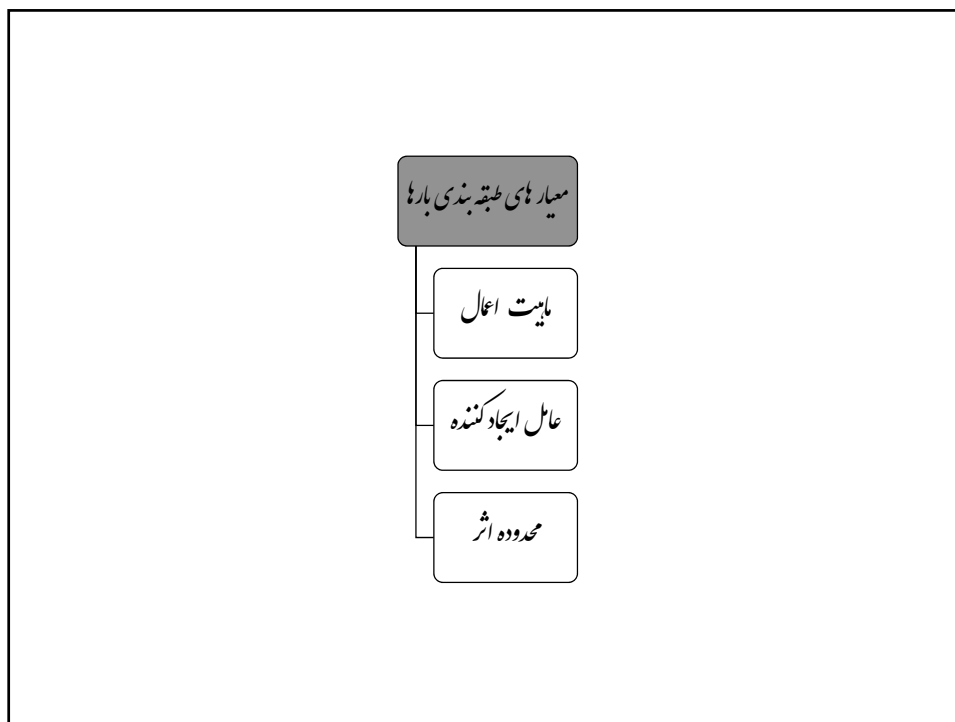 معیار های طبقه بندی بارها
ماهیت اعمال
عامل ایجاد کننده
محدوده اثر